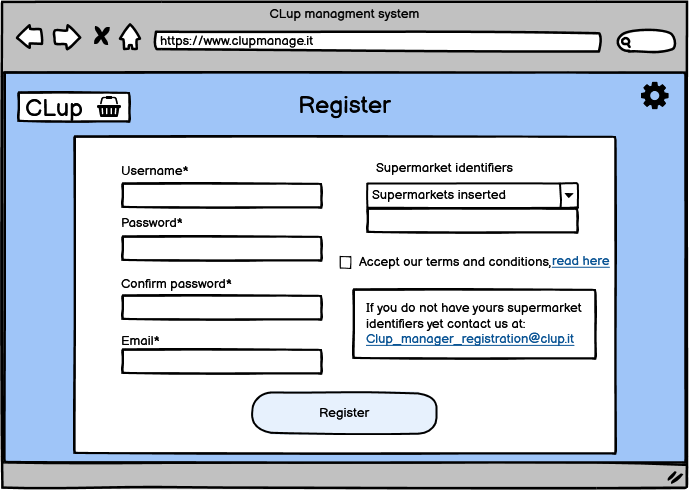 CLup managment system
https://www.clupmanage.it
CLup
Register
Username*
Password*
Confirm password*
Email*
Supermarket identifiers
Supermarkets inserted
Accept our terms and conditions,read here
If you do not have yours supermarket
identifiers yet contact us at:
Clup_manager_registration@clup.it
Register